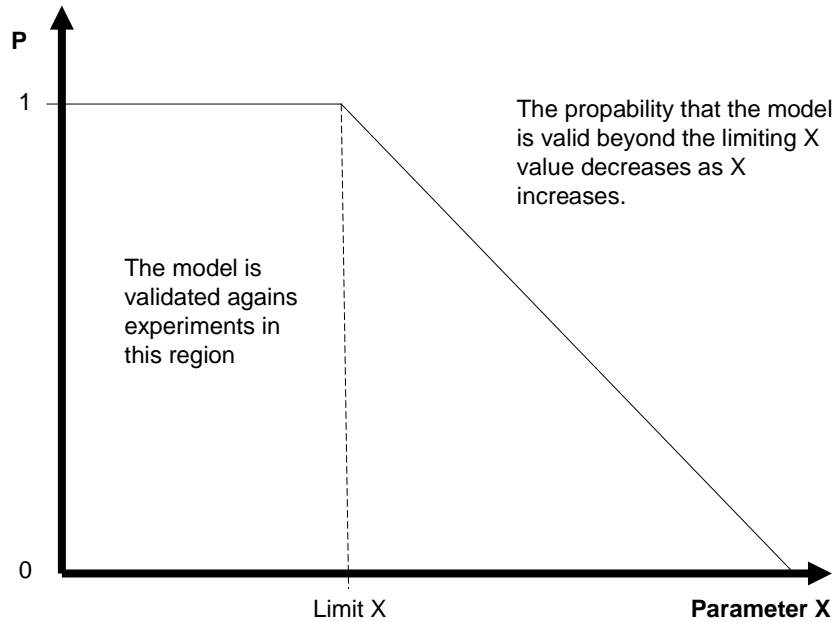 P
1
The propability that the model
is valid beyond the limiting X
value decreases as X
increases.
The model is
validated agains
experiments in
this region
0
Limit X
Parameter X